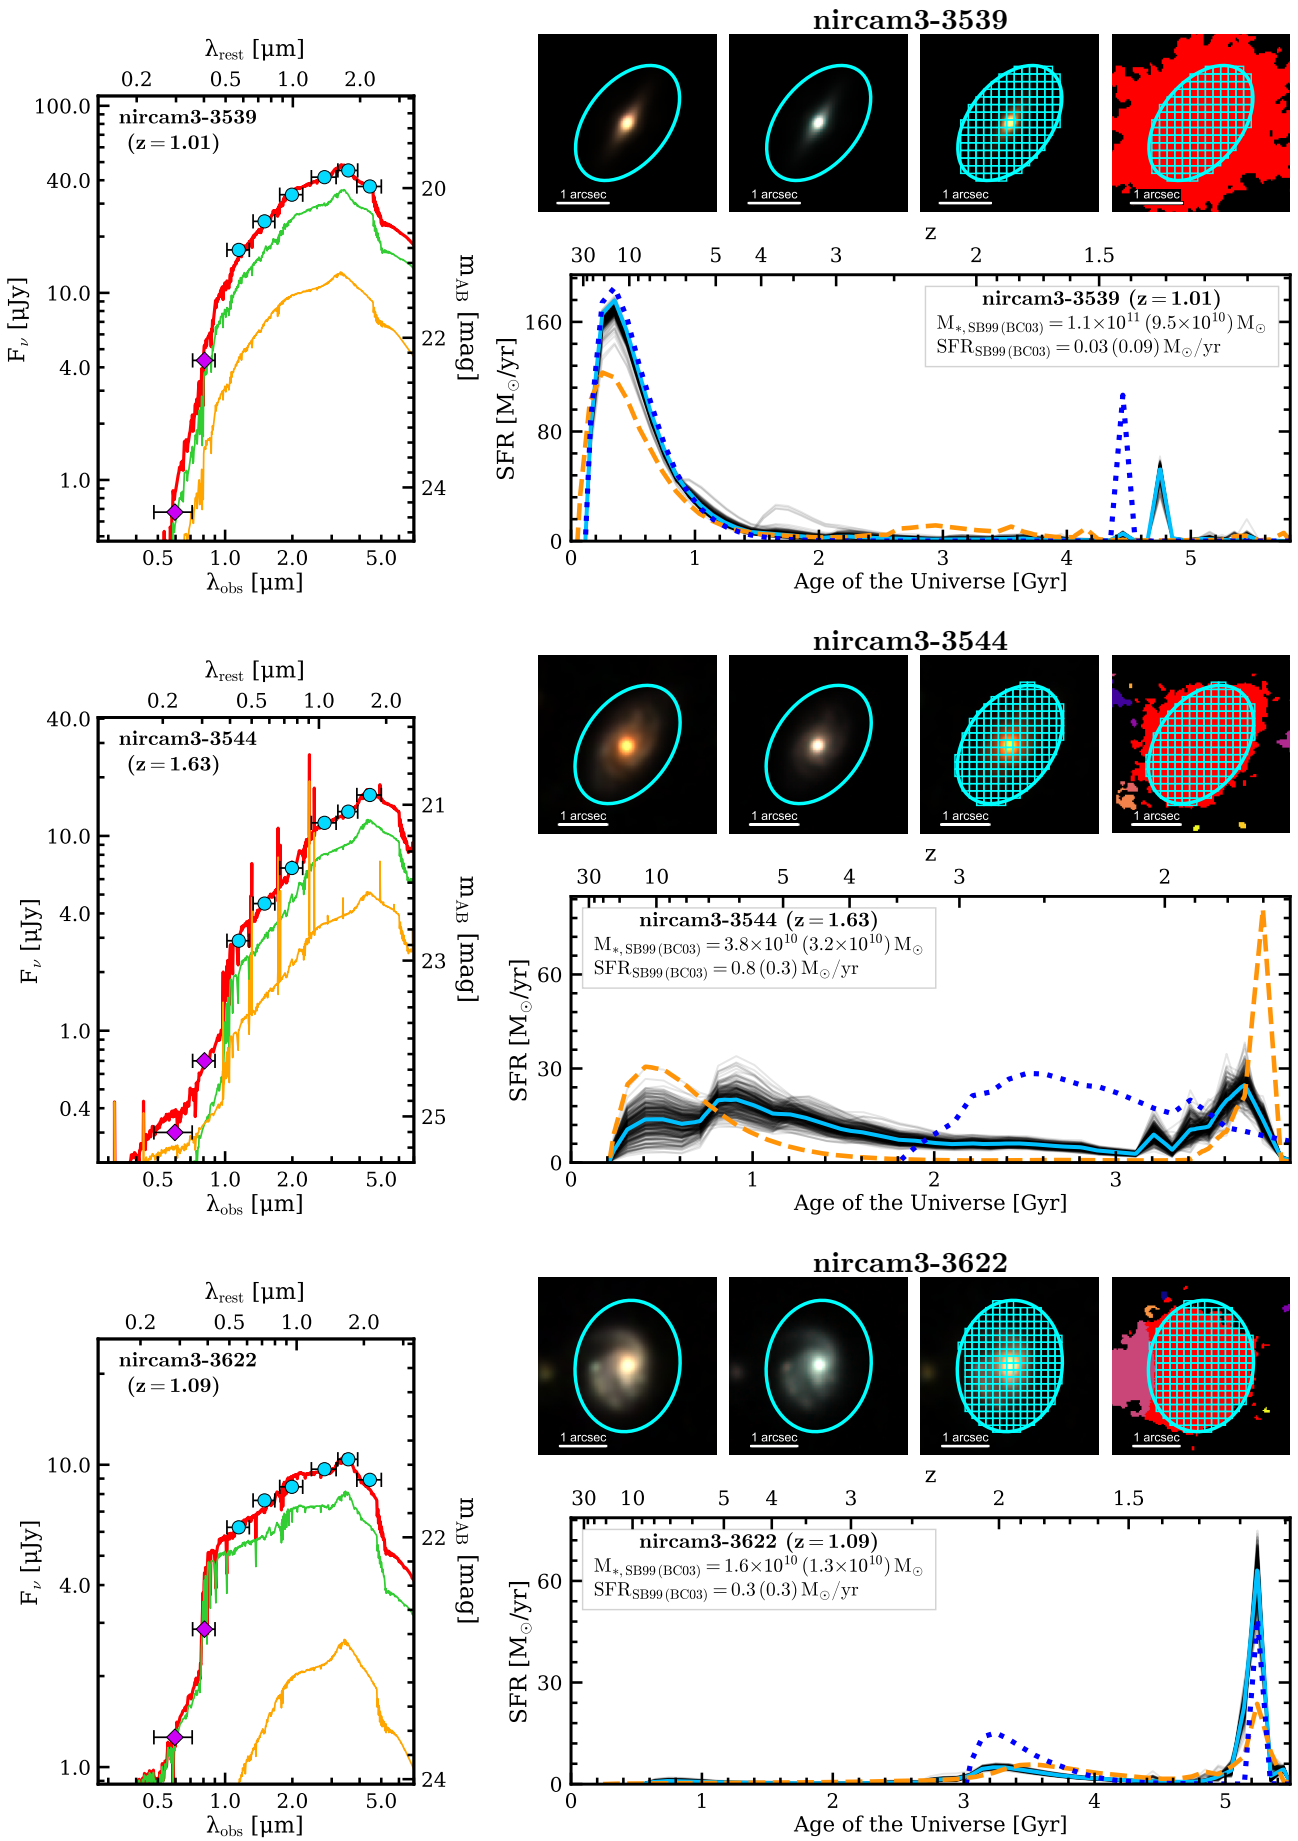 nircam3-3539
λrest [μm]
0.2 0.5 1.0 2.0
100.0
40.0
10.0
4.0
1.0
Fν [μJy]
nircam3-3539
(z = 1.01)
20
22
24
mAB [mag]
0.5 1.0 2.0 5.0
λobs [μm]
1 arcsec
1 arcsec
1 arcsec
1 arcsec
z
30 10 5 4 3 2 1.5
SFR [M⊙/yr]
160
80
0
nircam3-3539 (z = 1.01)
M*, SB99 (BC03) = 1.1×10¹¹ (9.5×10¹⁰) M⊙
SFRSB99 (BC03) = 0.03 (0.09) M⊙/yr
0 1 2 3 4 5
Age of the Universe [Gyr]
nircam3-3544
λrest [μm]
0.2 0.5 1.0 2.0
40.0
10.0
4.0
1.0
0.4
Fν [μJy]
nircam3-3544
(z = 1.63)
21
23
25
mAB [mag]
0.5 1.0 2.0 5.0
λobs [μm]
1 arcsec
1 arcsec
1 arcsec
1 arcsec
z
30 10 5 4 3 2
SFR [M⊙/yr]
60
30
0
nircam3-3544 (z = 1.63)
M*, SB99 (BC03) = 3.8×10¹⁰ (3.2×10¹⁰) M⊙
SFRSB99 (BC03) = 0.8 (0.3) M⊙/yr
0 1 2 3
Age of the Universe [Gyr]
nircam3-3622
λrest [μm]
0.2 0.5 1.0 2.0
10.0
4.0
1.0
Fν [μJy]
nircam3-3622
(z = 1.09)
22
24
mAB [mag]
0.5 1.0 2.0 5.0
λobs [μm]
1 arcsec
1 arcsec
1 arcsec
1 arcsec
z
30 10 5 4 3 2 1.5
SFR [M⊙/yr]
60
30
0
nircam3-3622 (z = 1.09)
M*, SB99 (BC03) = 1.6×10¹⁰ (1.3×10¹⁰) M⊙
SFRSB99 (BC03) = 0.3 (0.3) M⊙/yr
0 1 2 3 4 5
Age of the Universe [Gyr]